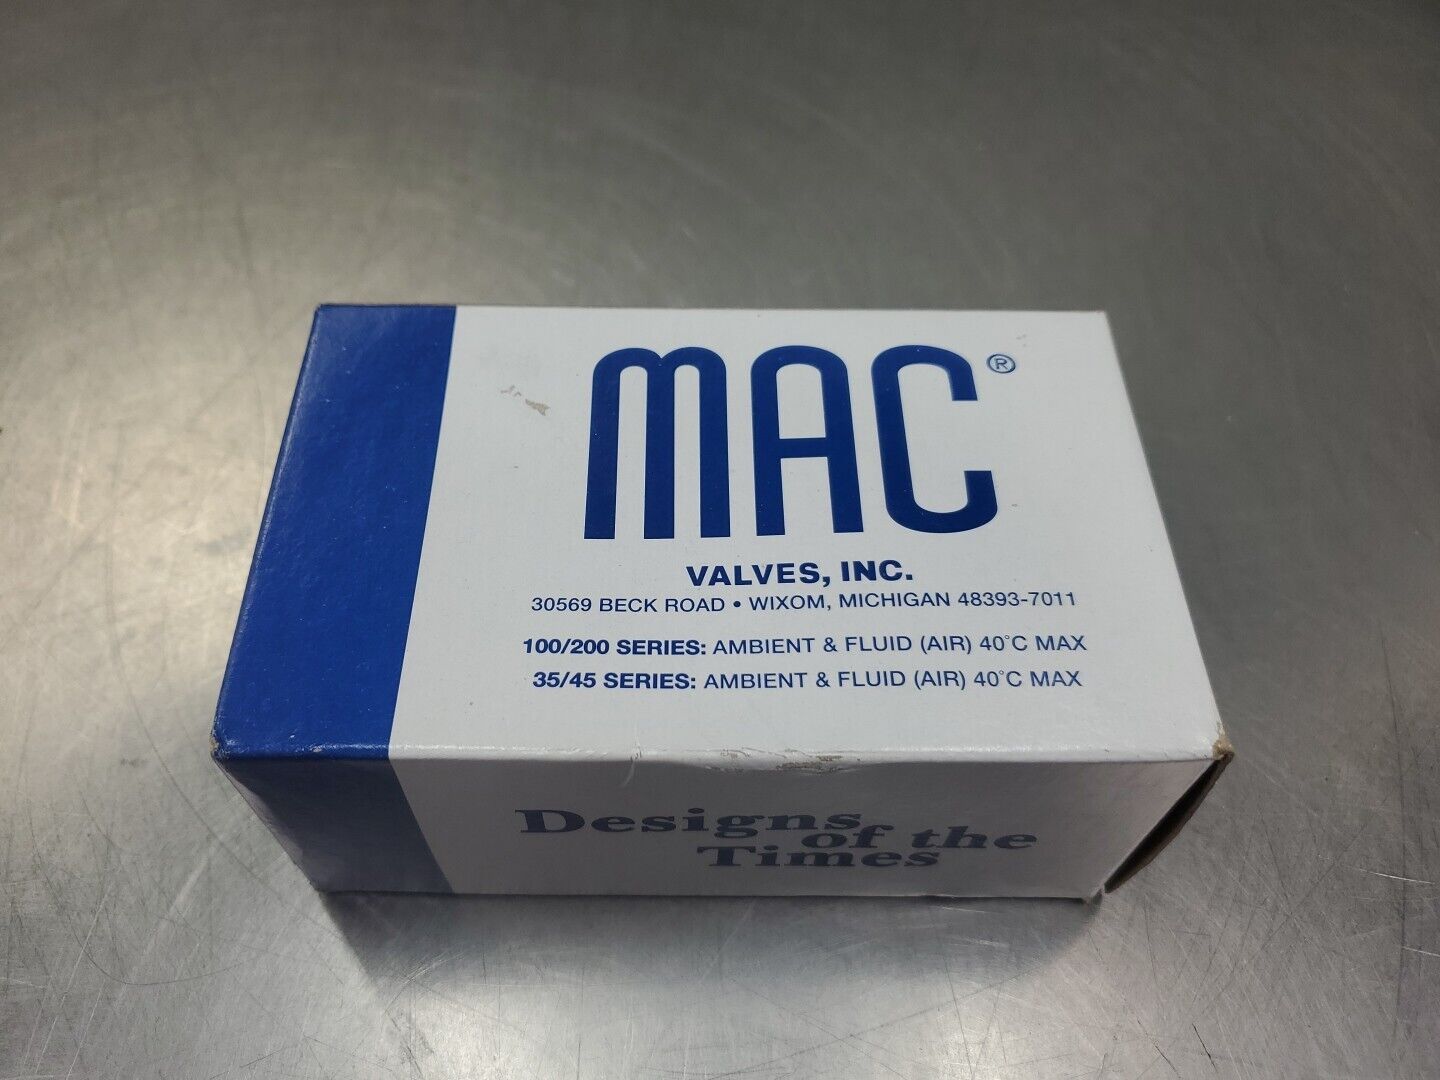 MAC®
VALVES, INC.
30569 BECK ROAD • WIXOM, MICHIGAN 48393-7011
100/200 SERIES: AMBIENT & FLUID (AIR) 40°C MAX
35/45 SERIES: AMBIENT & FLUID (AIR) 40°C MAX
Designs
of the
Times